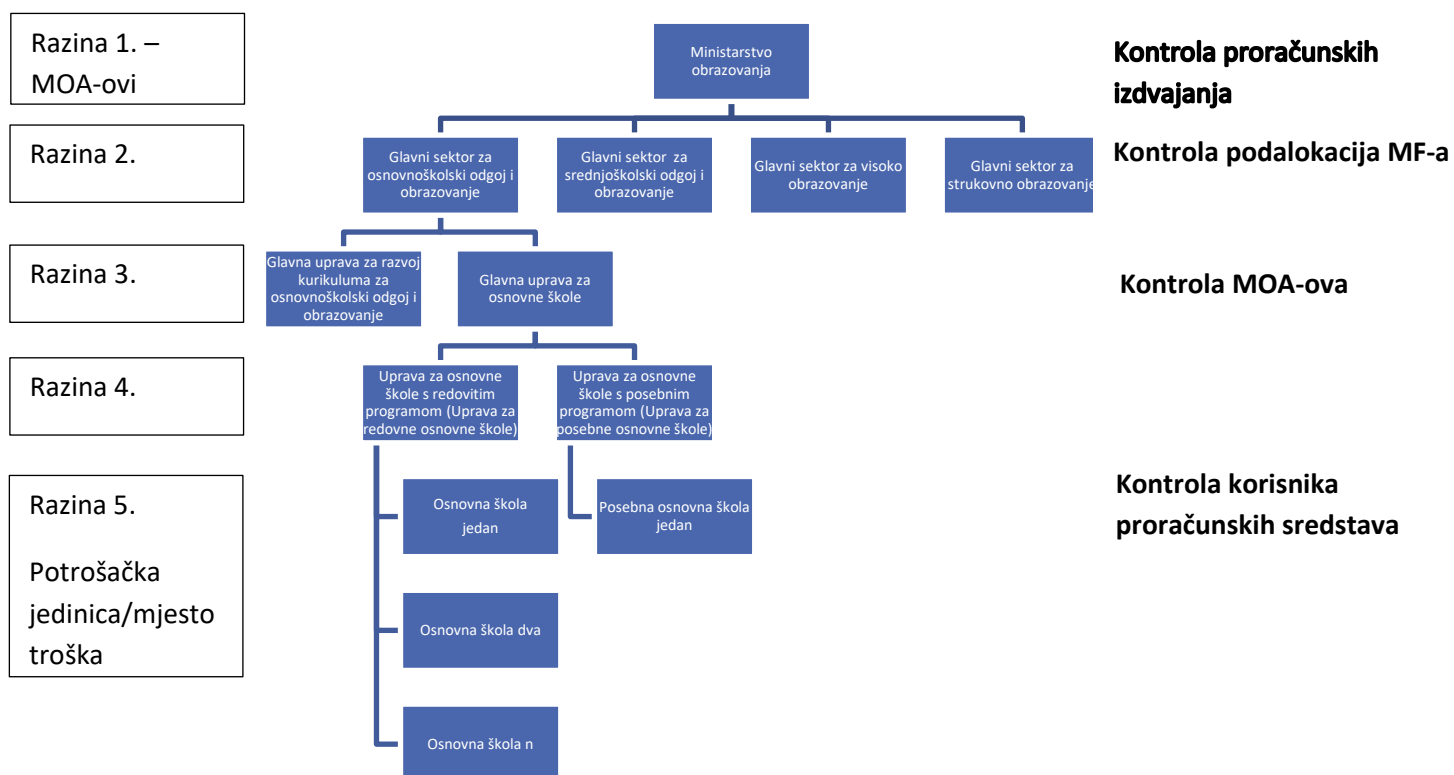 Razina 1. –
MOA-ovi
Ministarstvo
obrazovanja
Kontrola proračunskih
izdvajanja
Razina 2.
Glavni sektor za
osnovnoškolski odgoj i
obrazovanje
Glavni sektor za
srednjoškolski odgoj i
obrazovanje
Glavni sektor za visoko
obrazovanje
Glavni sektor za
strukovno obrazovanje
Kontrola podalokacija MF-a
Razina 3.
Glavna uprava za razvoj
kurikuluma za
osnovnoškolski odgoj i
obrazovanje
Glavna uprava za
osnovne škole
Kontrola MOA-ova
Razina 4.
Uprava za osnovne
škole s redovitim
programom (Uprava za
redovne osnovne škole)
Uprava za osnovne
škole s posebnim
programom (Uprava za
posebne osnovne škole)
Razina 5.
Potrošačka
jedinica/mjesto
troška
Osnovna škola
jedan
Posebna osnovna škola
jedan
Kontrola korisnika
proračunskih sredstava
Osnovna škola dva
Osnovna škola n